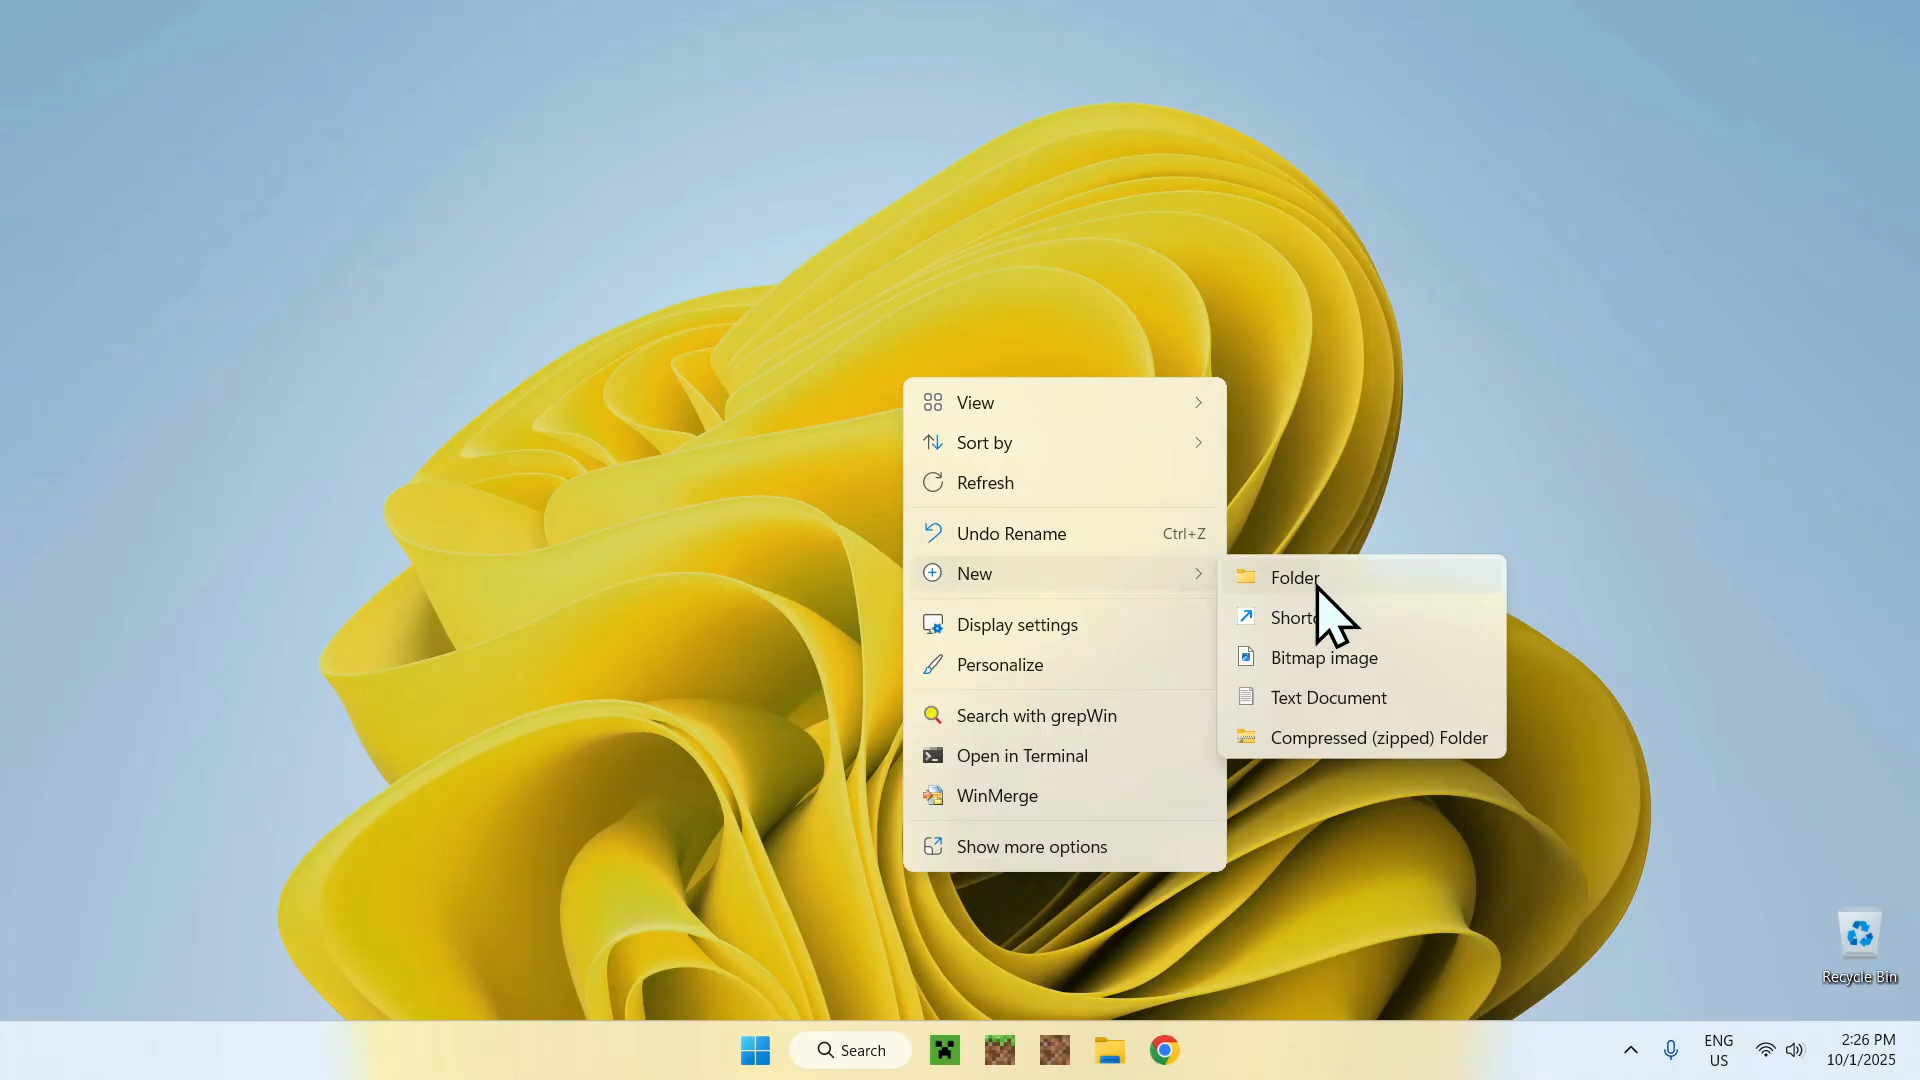 View
Sort by
Refresh
Undo Rename Ctrl+Z
New
Display settings
Personalize
Search with grepWin
Open in Terminal
WinMerge
Show more options
Folder
Bitmap image
Text Document
Compressed (zipped) Folder
Recycle Bin
Search
ENG
US
2:26 PM
10/1/2025